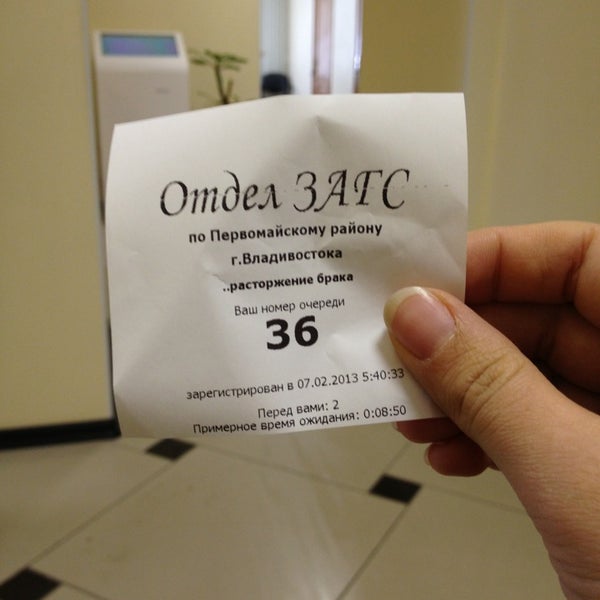 Отдел ЗАГС
по Первомайскому району
г.Владивостока
..расторжение брака
Ваш номер очереди
36
зарегистрирован в 07.02.2013 5:40:33
Перед вами: 2
Примерное время ожидания: 0:08:50